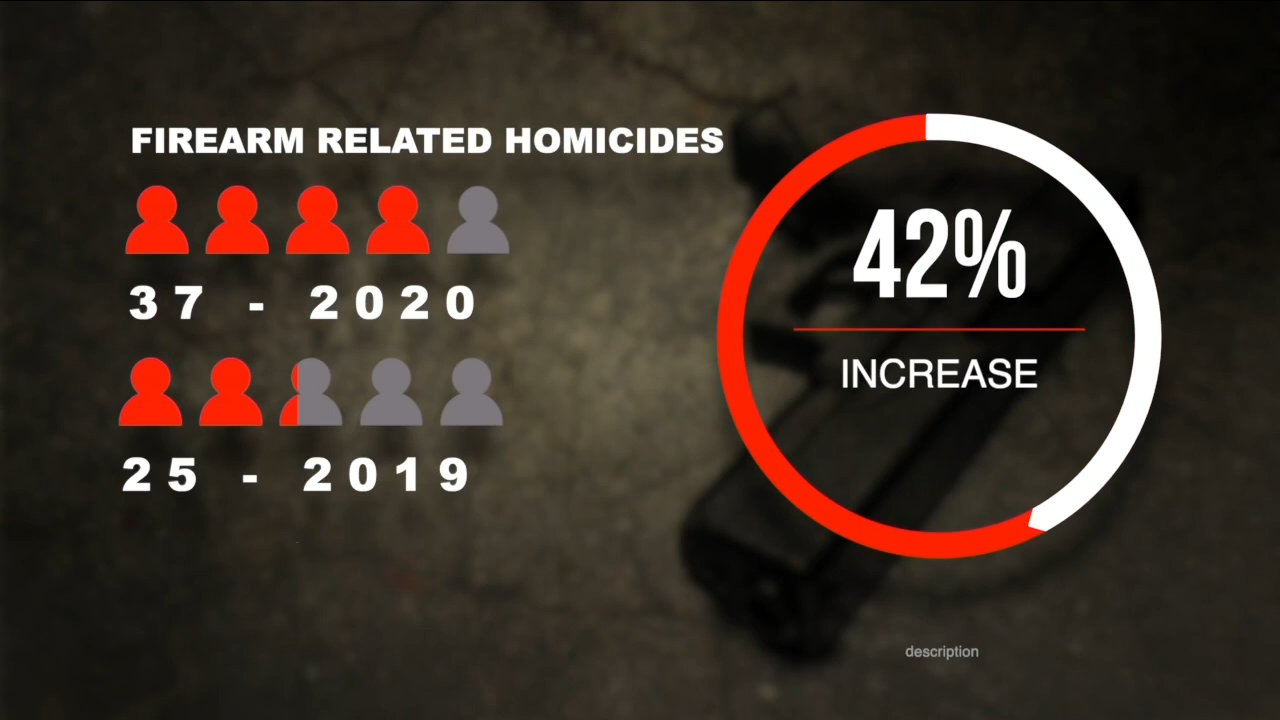 FIREARM RELATED HOMICIDES
37 - 2020
25 - 2019
42%
INCREASE
description